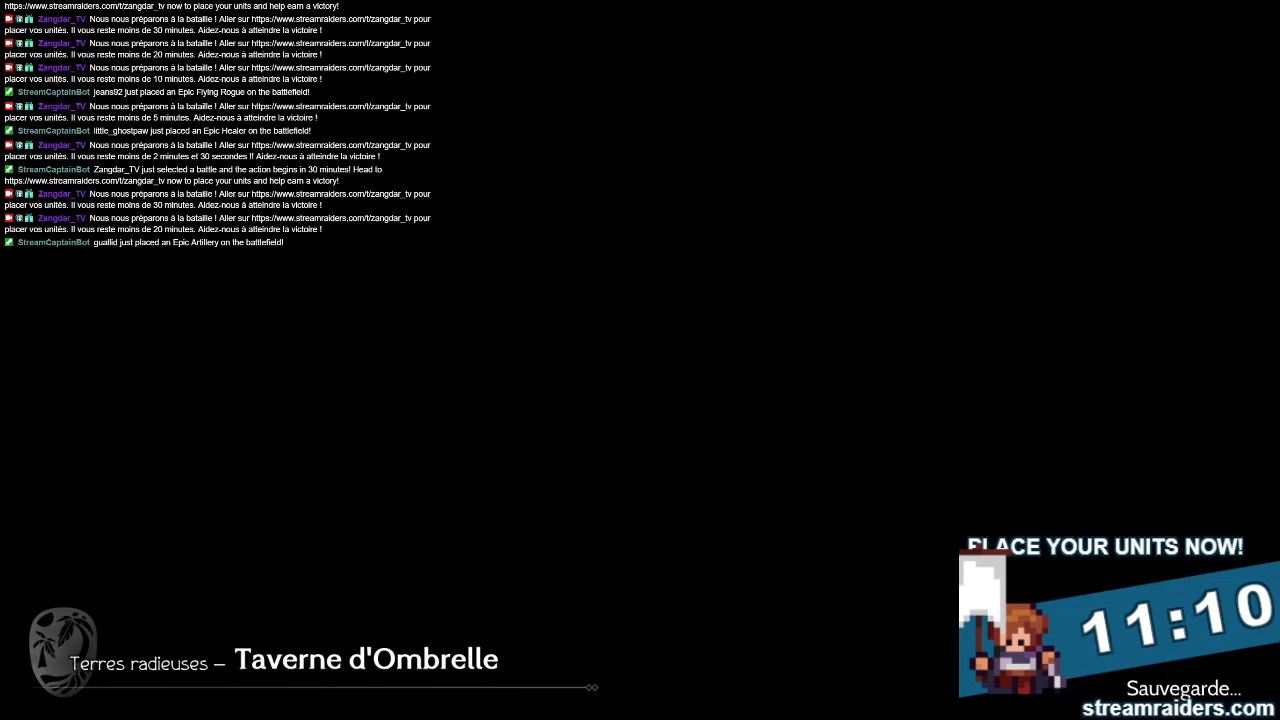 https://www.streamraiders.com/t/zangdar_tv now to place your units and help earn a victory!
Zangdar_TV Nous nous préparons à la bataille ! Aller sur https://www.streamraiders.com/t/zangdar_tv pour
placer vos unités. Il vous reste moins de 30 minutes. Aidez-nous à atteindre la victoire !
Zangdar_TV Nous nous préparons à la bataille ! Aller sur https://www.streamraiders.com/t/zangdar_tv pour
placer vos unités. Il vous reste moins de 20 minutes. Aidez-nous à atteindre la victoire !
Zangdar_TV Nous nous préparons à la bataille ! Aller sur https://www.streamraiders.com/t/zangdar_tv pour
placer vos unités. Il vous reste moins de 10 minutes. Aidez-nous à atteindre la victoire !
StreamCaptainBot jeans92 just placed an Epic Flying Rogue on the battlefield!
Zangdar_TV Nous nous préparons à la bataille ! Aller sur https://www.streamraiders.com/t/zangdar_tv pour
placer vos unités. Il vous reste moins de 5 minutes. Aidez-nous à atteindre la victoire !
StreamCaptainBot little_ghostpaw just placed an Epic Healer on the battlefield!
Zangdar_TV Nous nous préparons à la bataille ! Aller sur https://www.streamraiders.com/t/zangdar_tv pour
placer vos unités. Il vous reste moins de 2 minutes et 30 secondes !! Aidez-nous à atteindre la victoire !
StreamCaptainBot Zangdar_TV just selected a battle and the action begins in 30 minutes! Head to
https://www.streamraiders.com/t/zangdar_tv now to place your units and help earn a victory!
Zangdar_TV Nous nous préparons à la bataille ! Aller sur https://www.streamraiders.com/t/zangdar_tv pour
placer vos unités. Il vous reste moins de 30 minutes. Aidez-nous à atteindre la victoire !
Zangdar_TV Nous nous préparons à la bataille ! Aller sur https://www.streamraiders.com/t/zangdar_tv pour
placer vos unités. Il vous reste moins de 20 minutes. Aidez-nous à atteindre la victoire !
StreamCaptainBot guallid just placed an Epic Artillery on the battlefield!
PLACE YOUR UNITS NOW!
11:10
Terres radieuses – Taverne d'Ombrelle
Sauvegarde...
streamraiders.com